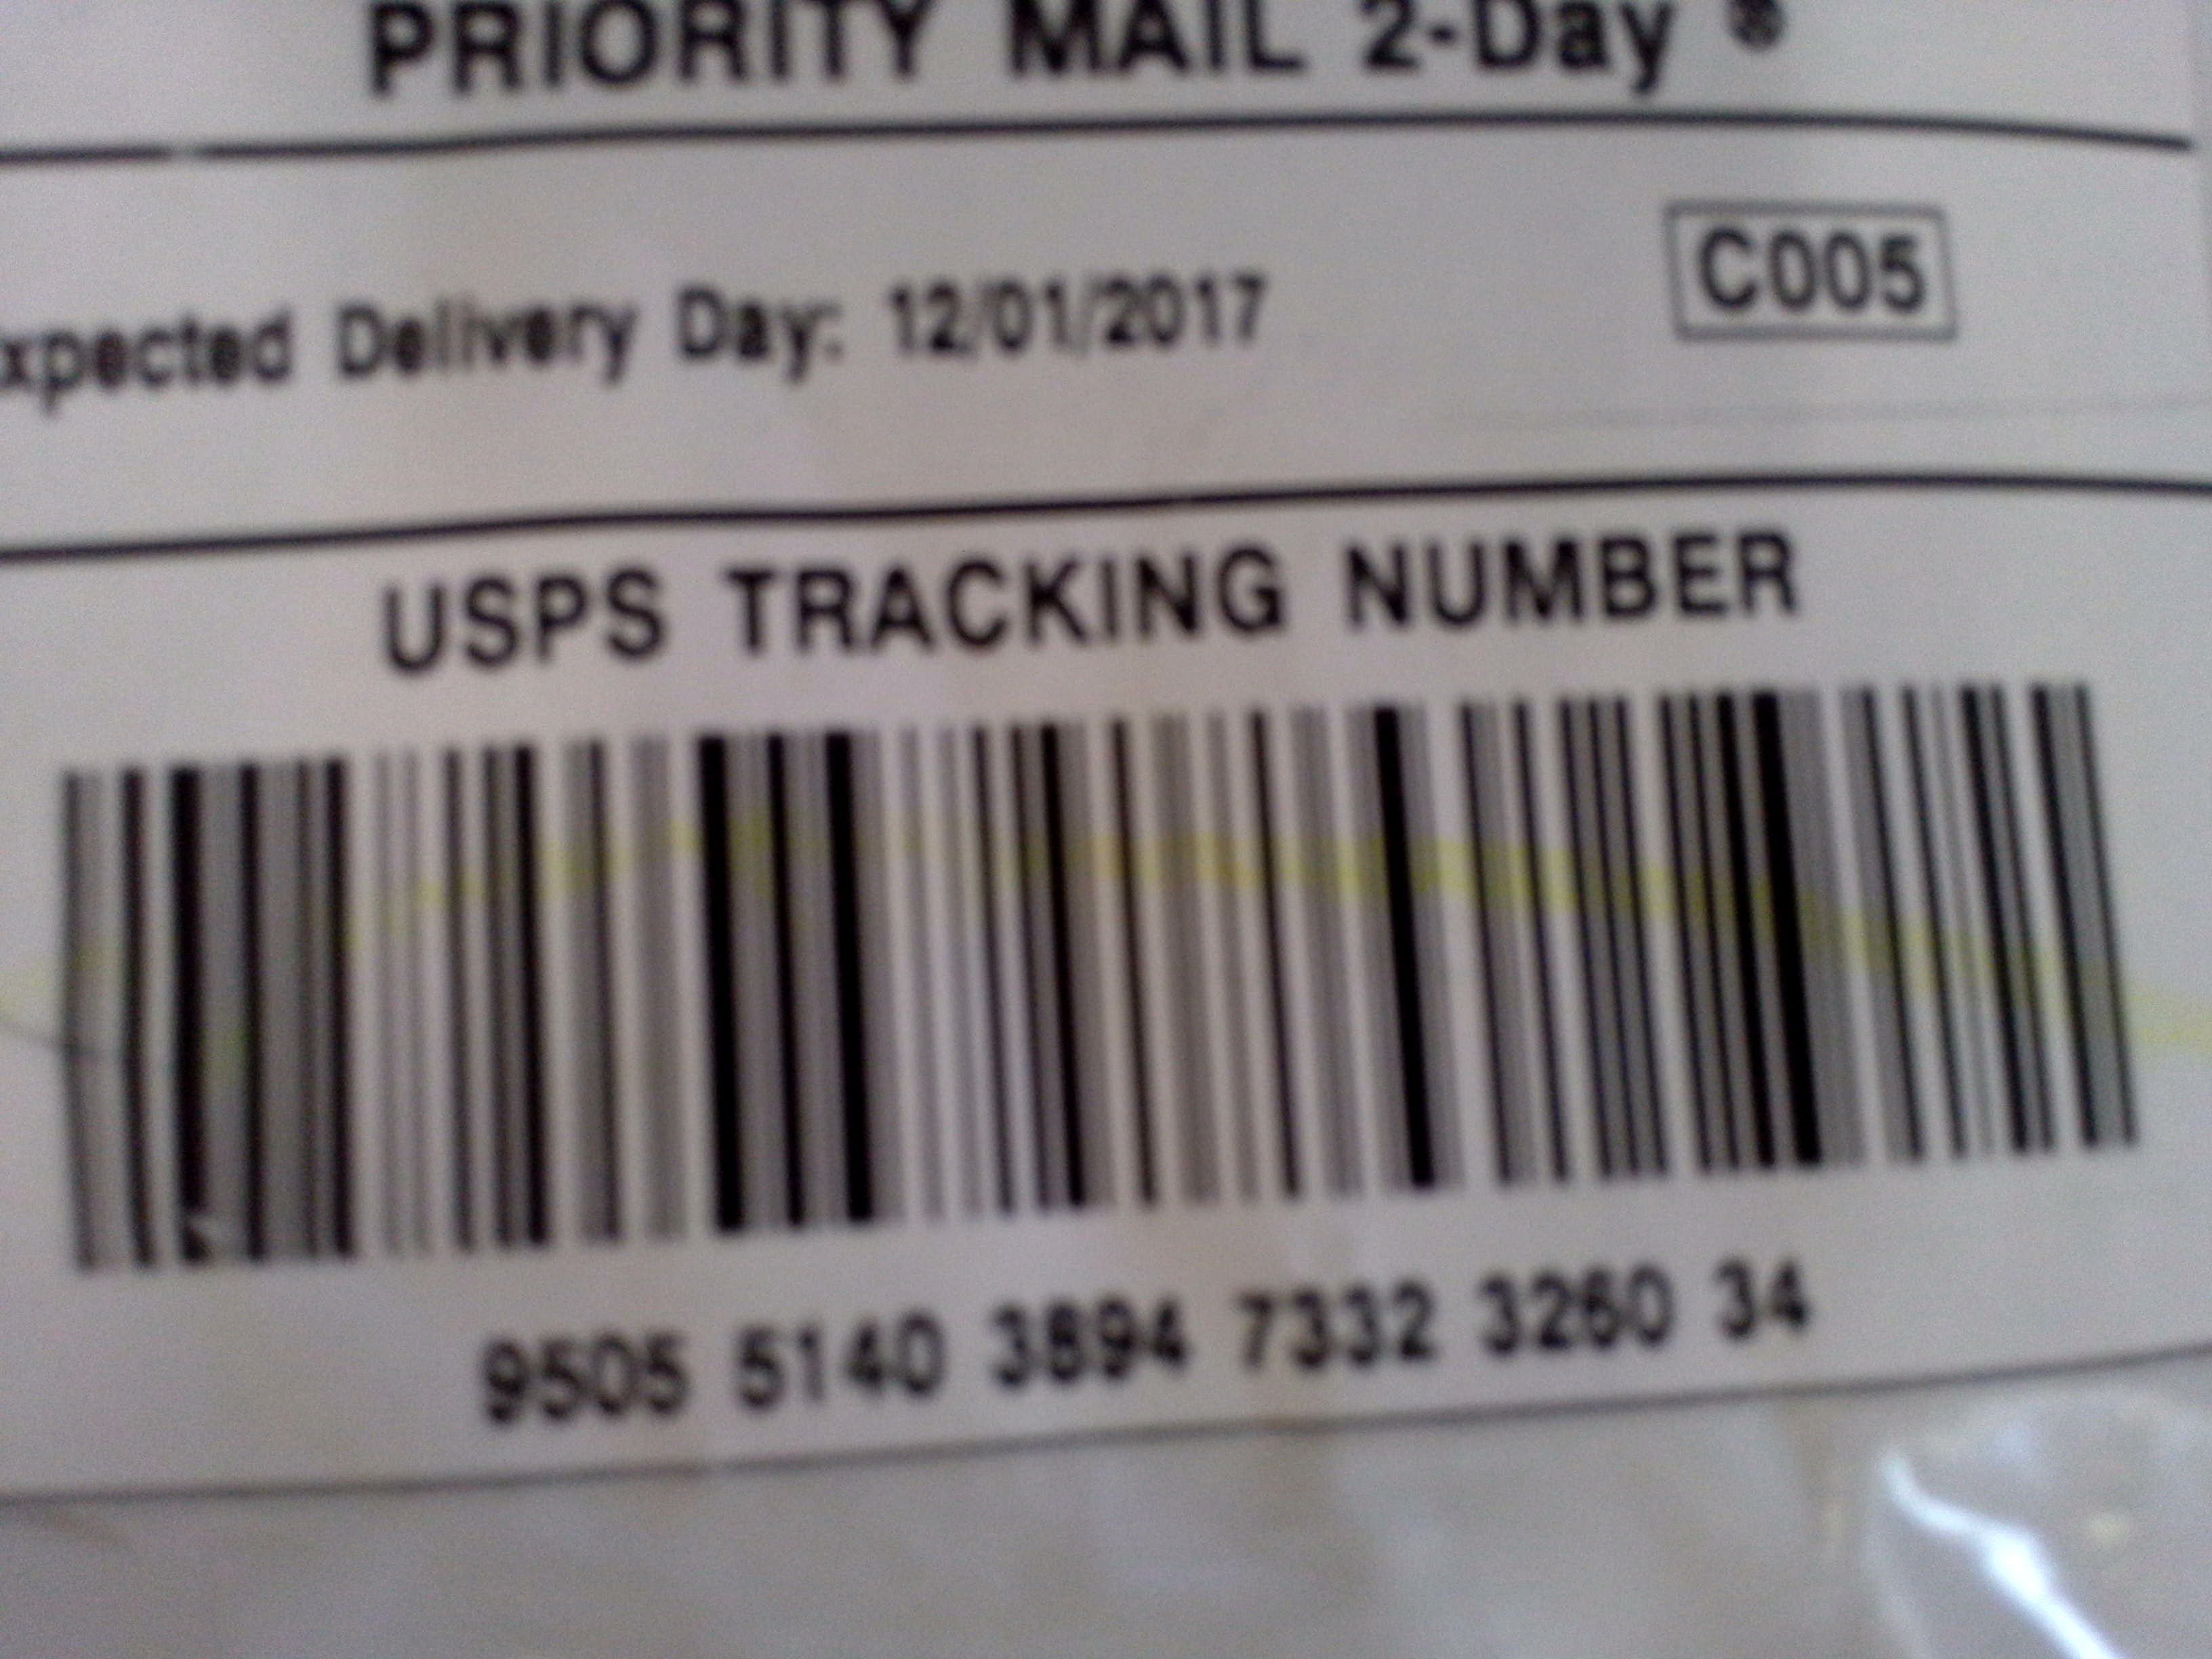 PRIORITY MAIL 2-Day ®
xpected Delivery Day: 12/01/2017
C005
USPS TRACKING NUMBER
9505 5140 3894 7332 3260 34